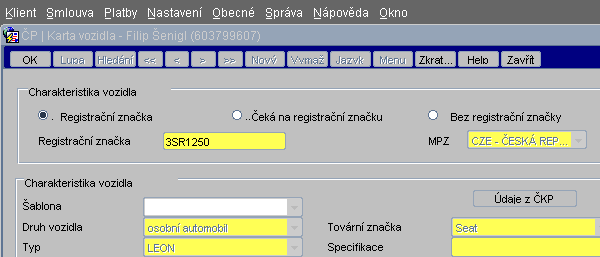 Klient Smlouva Platby Nastavení Obecné Správa Nápověda Okno
ČP | Karta vozidla - Filip Šenigl (603799607)
OK Lupa Hledání << < > >> Nový Vymaž Jazyk Menu Zkrat... Help Zavřít
Charakteristika vozidla
. Registrační značka ..Čeká na registrační značku Bez registrační značky
Registrační značka 3SR1250 MPZ CZE - ČESKÁ REP...
Charakteristika vozidla
Šablona Údaje z ČKP
Druh vozidla osobní automobil Tovární značka Seat
Typ LEON Specifikace